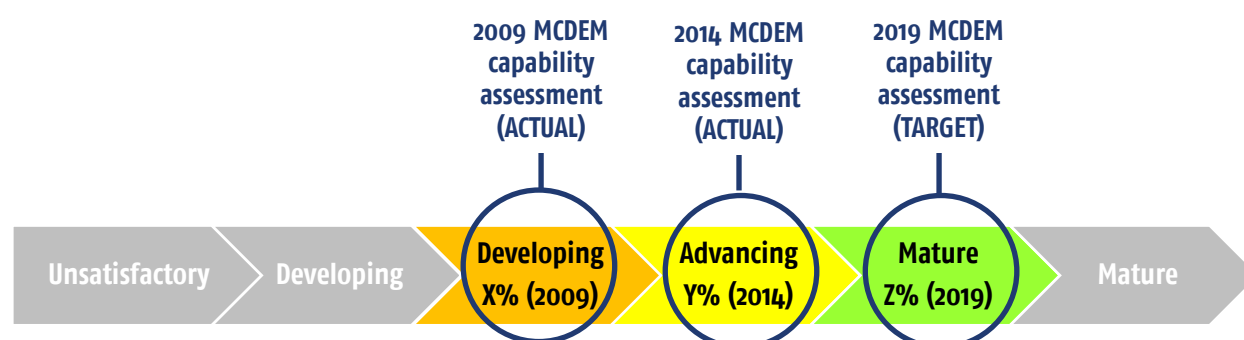 2009 MCDEM
capability
assessment
(ACTUAL)
2014 MCDEM
capability
assessment
(ACTUAL)
2019 MCDEM
capability
assessment
(TARGET)
Unsatisfactory
Developing
Developing
X% (2009)
Advancing
Y% (2014)
Mature
Z% (2019)
Mature